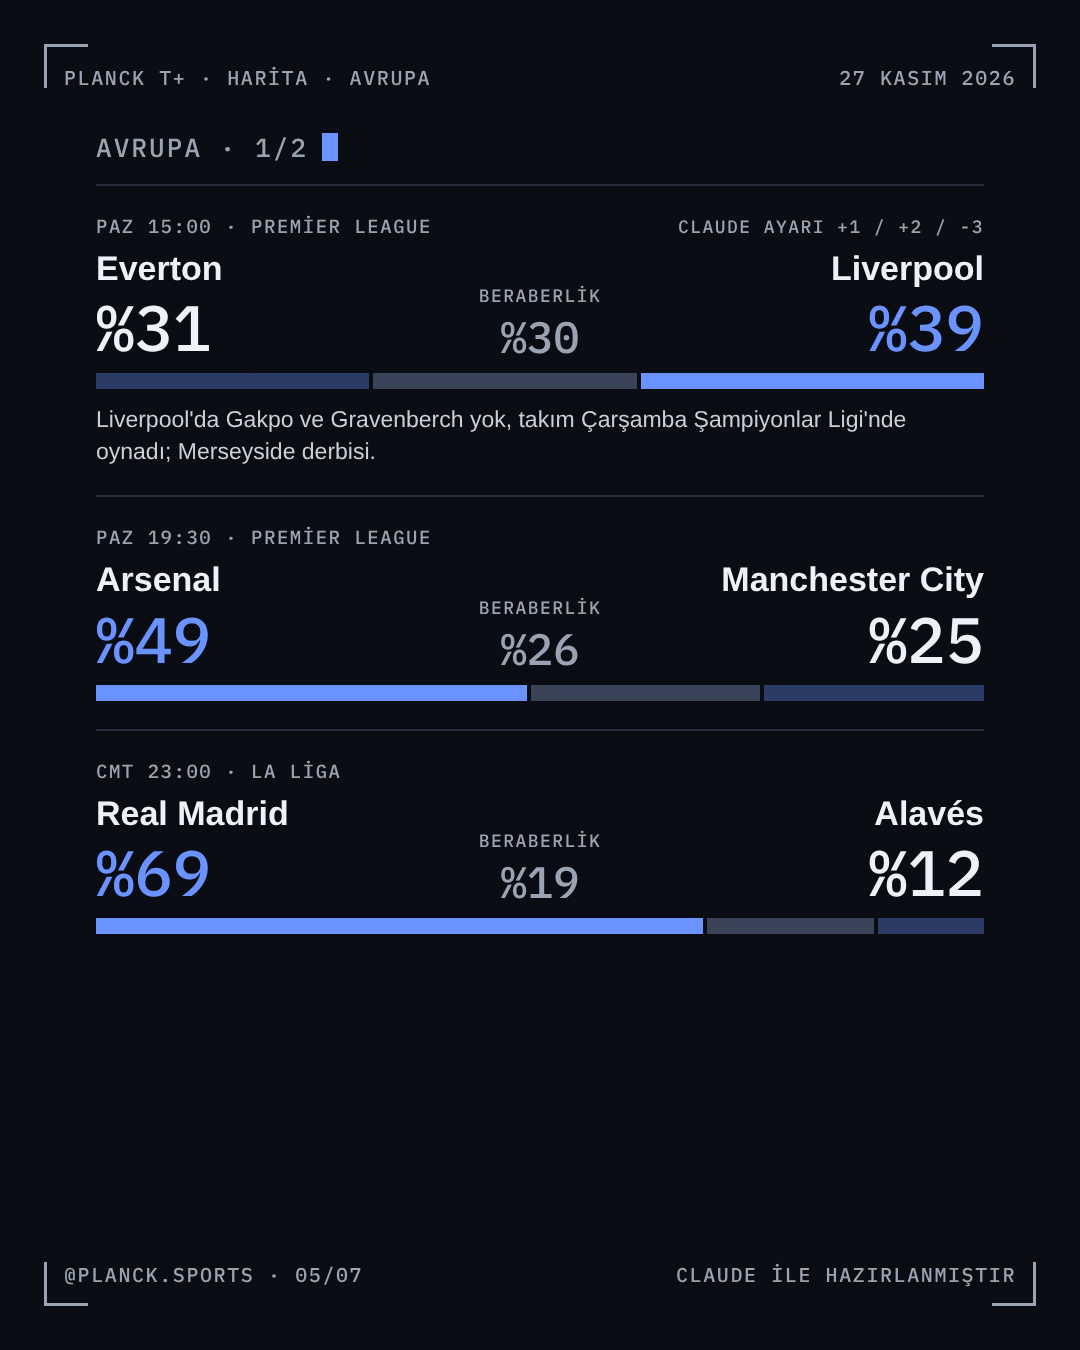 PLANCK T+ · HARİTA · AVRUPA
27 KASIM 2026
AVRUPA · 1/2
PAZ 15:00 · PREMİER LEAGUE
CLAUDE AYARI +1 / +2 / -3
Everton
Liverpool
BERABERLİK
%31
%30
%39
Liverpool'da Gakpo ve Gravenberch yok, takım Çarşamba Şampiyonlar Ligi'nde
oynadı; Merseyside derbisi.
PAZ 19:30 · PREMİER LEAGUE
Arsenal
Manchester City
BERABERLİK
%49
%26
%25
CMT 23:00 · LA LİGA
Real Madrid
Alavés
BERABERLİK
%69
%19
%12
@PLANCK.SPORTS · 05/07
CLAUDE İLE HAZIRLANMIŞTIR